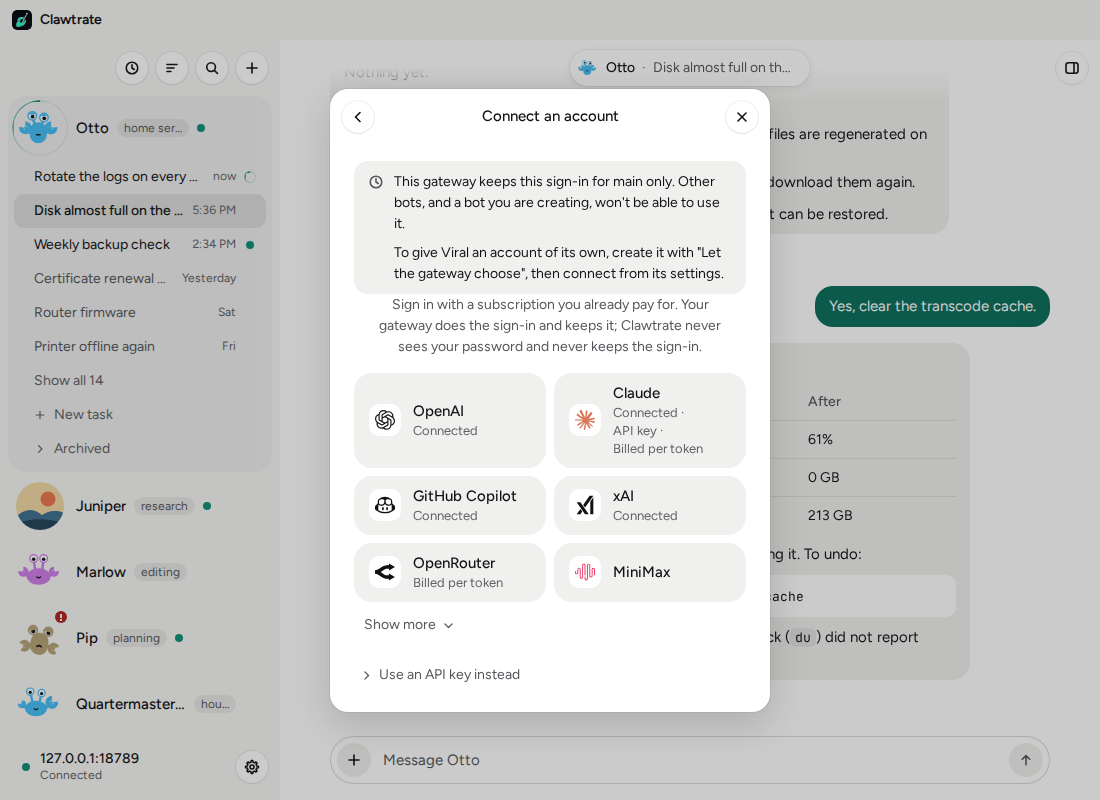 Clawtrate
Nothing yet.
Otto · Disk almost full on th...
Otto home ser...
Rotate the logs on every ... now
Disk almost full on the ... 5:36 PM
Weekly backup check 2:34 PM
Certificate renewal ... Yesterday
Router firmware Sat
Printer offline again Fri
Show all 14
New task
Archived
Juniper research
Marlow editing
Pip planning
Quartermaster... hou...
127.0.0.1:18789
Connected
Connect an account
This gateway keeps this sign-in for main only. Other
bots, and a bot you are creating, won't be able to use
it.
To give Viral an account of its own, create it with "Let
the gateway choose", then connect from its settings.
Sign in with a subscription you already pay for. Your
gateway does the sign-in and keeps it; Clawtrate never
sees your password and never keeps the sign-in.
OpenAI
Connected
Claude
Connected ·
API key ·
Billed per token
GitHub Copilot
Connected
xAI
Connected
OpenRouter
Billed per token
MiniMax
Show more
Use an API key instead
files are regenerated on
download them again.
t can be restored.
Yes, clear the transcode cache.
After
61%
0 GB
213 GB
ng it. To undo:
cache
ck ( du ) did not report
Message Otto